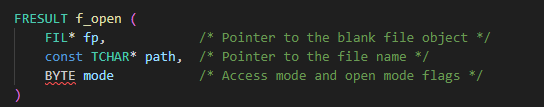 FRESULT f_open (
    FIL* fp,             /* Pointer to the blank file object */
    const TCHAR* path,   /* Pointer to the file name */
    BYTE mode            /* Access mode and open mode flags */
)